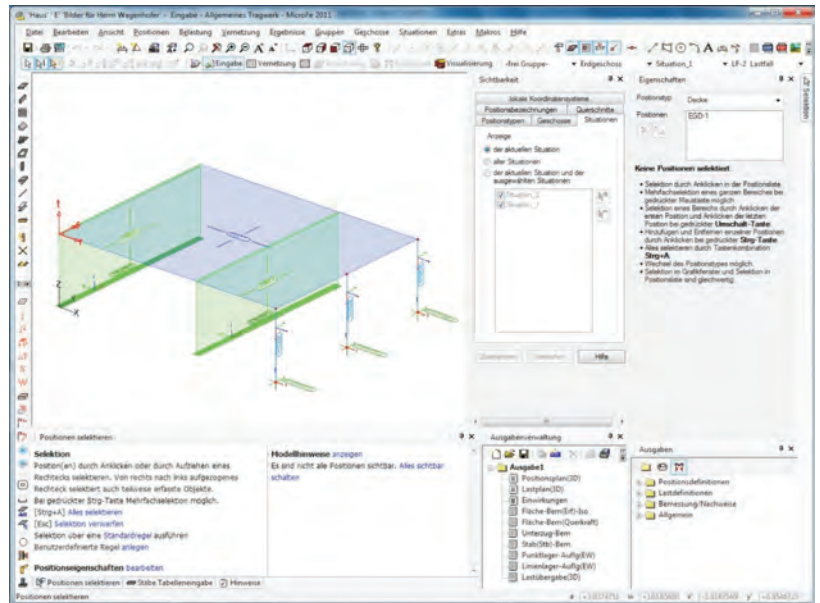 'Haus "E" Bilder für Herrn Wagenhofer' - Eingabe - Allgemeines Tragwerk - MicroFe 2011
Datei Bearbeiten Ansicht Positionen Belastung Vernetzung Ergebnisse Gruppen Geschosse Situationen Extras Makros Hilfe
Eingabe Vernetzung Visualisierung -frei Gruppe- Erdgeschoss Situation_1 LF-2 Lastfall
Sichtbarkeit
lokale Koordinatensysteme
Positionsbezeichnungen Querschnitte
Positionstypen Geschosse Situationen
Anzeige
der aktuellen Situation
aller Situationen
der aktuellen Situation und der
ausgewählten Situationen
Hilfe
Eigenschaften
Positionstyp Decke
Positionen EGD-1
Keine Positionen selektiert.
• Selektion durch Anklicken in der Positionsliste
• Mehrfachselektion eines ganzen Bereiches bei
gedrückter Maustaste möglich
• Selektion eines Bereichs durch Anklicken der
ersten Position und Anklicken der letzten
Position bei gedrückter Umschalt-Taste
• Hinzufügen und Entfernen einzelner Positionen
durch Anklicken bei gedrückter Strg-Taste
• Alles selektieren durch Tastenkombination
Strg+A
• Wechsel des Positionstypes möglich
• Selektion im Grafikfenster und Selektion in
Positionsliste sind gleichwertig.
Selektion
Z
X
Positionen selektieren
Selektion
Position(en) durch Anklicken oder durch Aufziehen eines
Rechtecks selektieren. Von rechts nach links aufgezogenes
Rechteck selektiert auch teilweise erfasste Objekte.
Bei gedrückter Strg-Taste Mehrfachselektion möglich.
[Strg+A] Alles selektieren
[Esc] Selektion verwerfen
Selektion über eine Standardregel ausführen
Benutzerdefinierte Regel anlegen
Positionseigenschaften bearbeiten
Modellhinweise anzeigen
Es sind nicht alle Positionen sichtbar. Alles sichtbar
schalten
Positionen selektieren Stäbe Tabelleneingabe Hinweise
Ausgabenverwaltung
Ausgabe1
Positionsplan(3D)
Lastplan(3D)
Einwirkungen
Fläche-Bem(Erf)-Iso
Fläche-Bem(Querkraft)
Unterzug-Bem
Stab(Stb)-Bem
Punktlager-Auflg(EW)
Linienlager-Auflg(EW)
Lastübergabe(3D)
Ausgaben
Positionsdefinitionen
Lastdefinitionen
Bemessung/Nachweise
Allgemein
Positionen selektieren